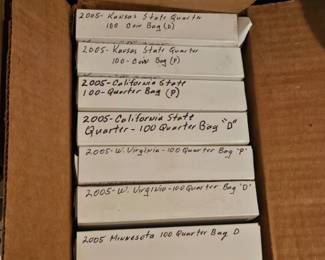 2005-Kansas State Quarter
100 Coin Bag (D)
2005-Kansas State Quarter
100-Coin Bag (P)
2005-California State
100-Quarter Bag (P)
2005-California State
Quarter-100 Quarter Bag "D"
2005-W. Virginia-100 Quarter Bag 'P'
2005-W. Virginia-100 Quarter Bag 'D'
2005 Minnesota 100 Quarter Bag D